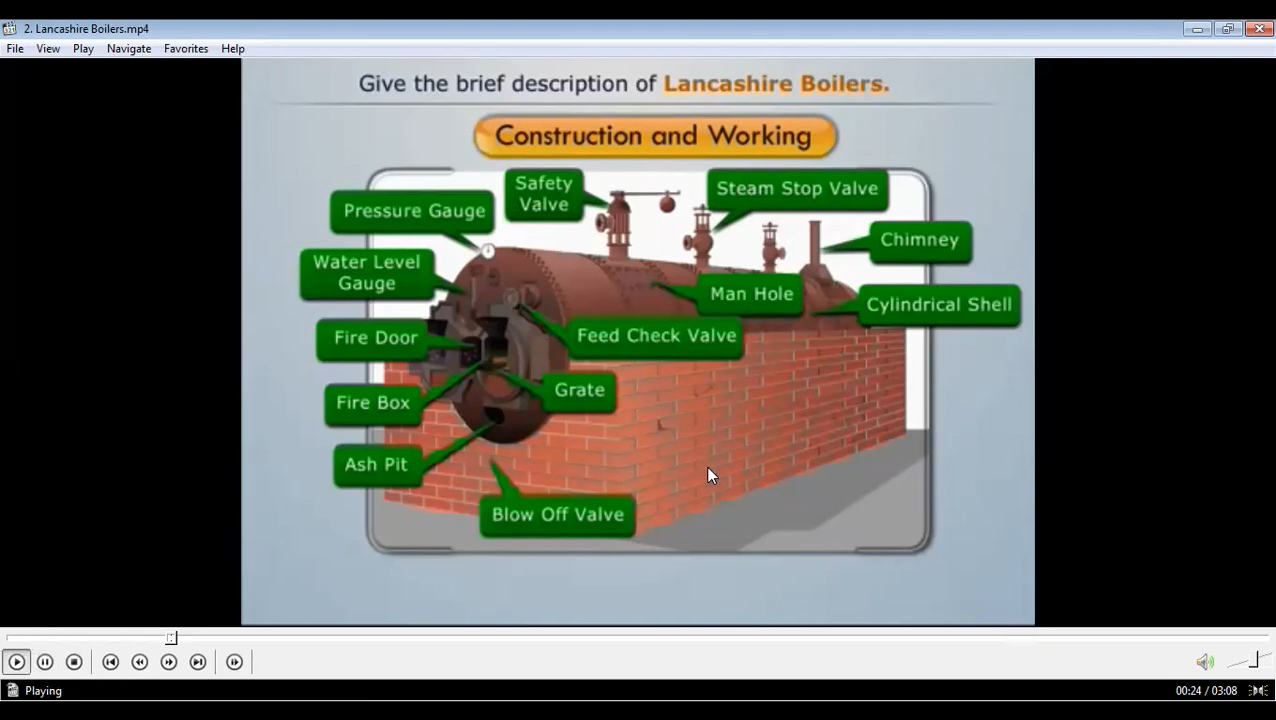 2. Lancashire Boilers.mp4
File View Play Navigate Favorites Help
Give the brief description of Lancashire Boilers.
Construction and Working
Safety
Valve
Steam Stop Valve
Pressure Gauge
Chimney
Water Level
Gauge
Man Hole
Cylindrical Shell
Fire Door
Feed Check Valve
Grate
Fire Box
Ash Pit
Blow Off Valve
Playing
00:24 / 03:08